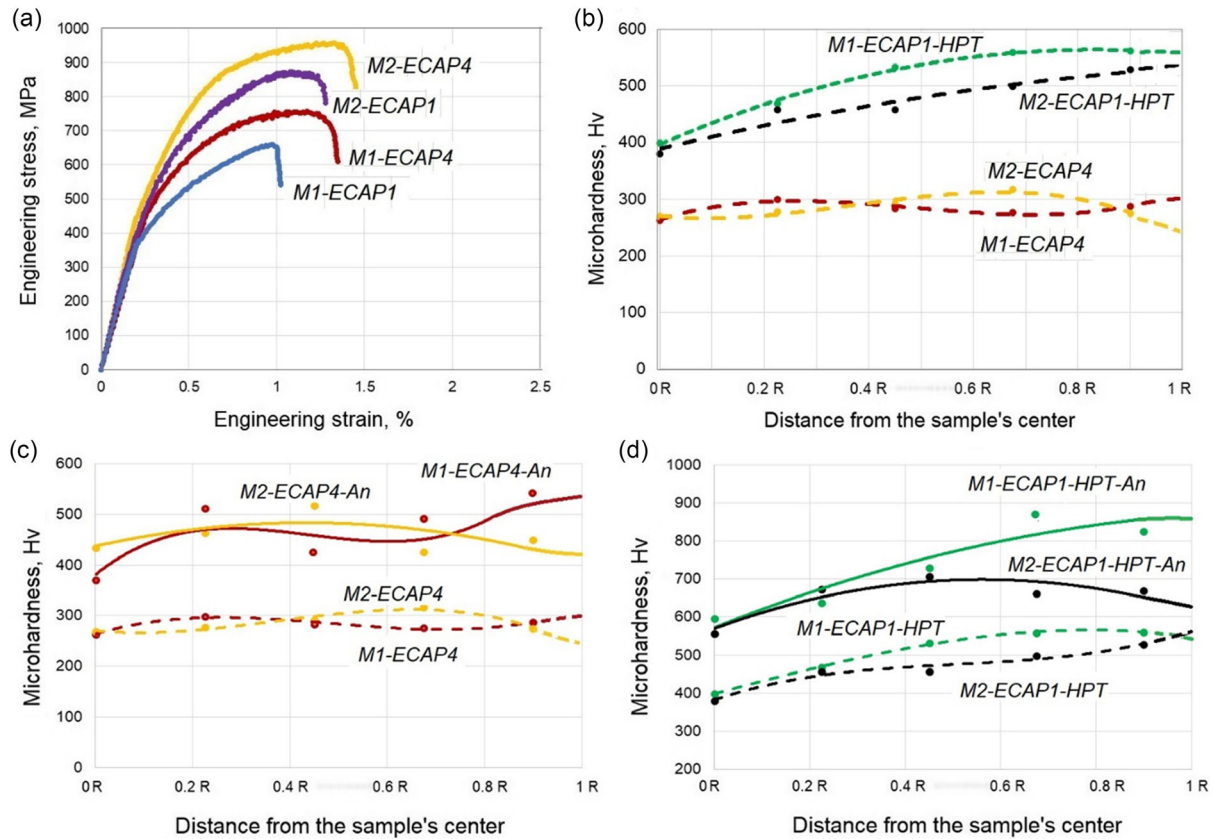 (a)
1000
900
800
700
600
500
400
300
200
100
0
Engineering stress, MPa
M2-ECAP4
M2-ECAP1
M1-ECAP4
M1-ECAP1
0 0.5 1 1.5 2 2.5
Engineering strain, %
(b)
600
500
400
300
200
100
0
Microhardness, Hv
M1-ECAP1-HPT
M2-ECAP1-HPT
M2-ECAP4
M1-ECAP4
0 R 0.2 R 0.4 R 0.6 R 0.8 R 1 R
Distance from the sample's center
(c)
600
500
400
300
200
100
0
Microhardness, Hv
M1-ECAP4-An
M2-ECAP4-An
M2-ECAP4
M1-ECAP4
0 R 0.2 R 0.4 R 0.6 R 0.8 R 1 R
Distance from the sample's center
(d)
1000
900
800
700
600
500
400
300
200
Microhardness, Hv
M1-ECAP1-HPT-An
M2-ECAP1-HPT-An
M1-ECAP1-HPT
M2-ECAP1-HPT
0 R 0.2 R 0.4 R 0.6 R 0.8 R 1 R
Distance from the sample's center